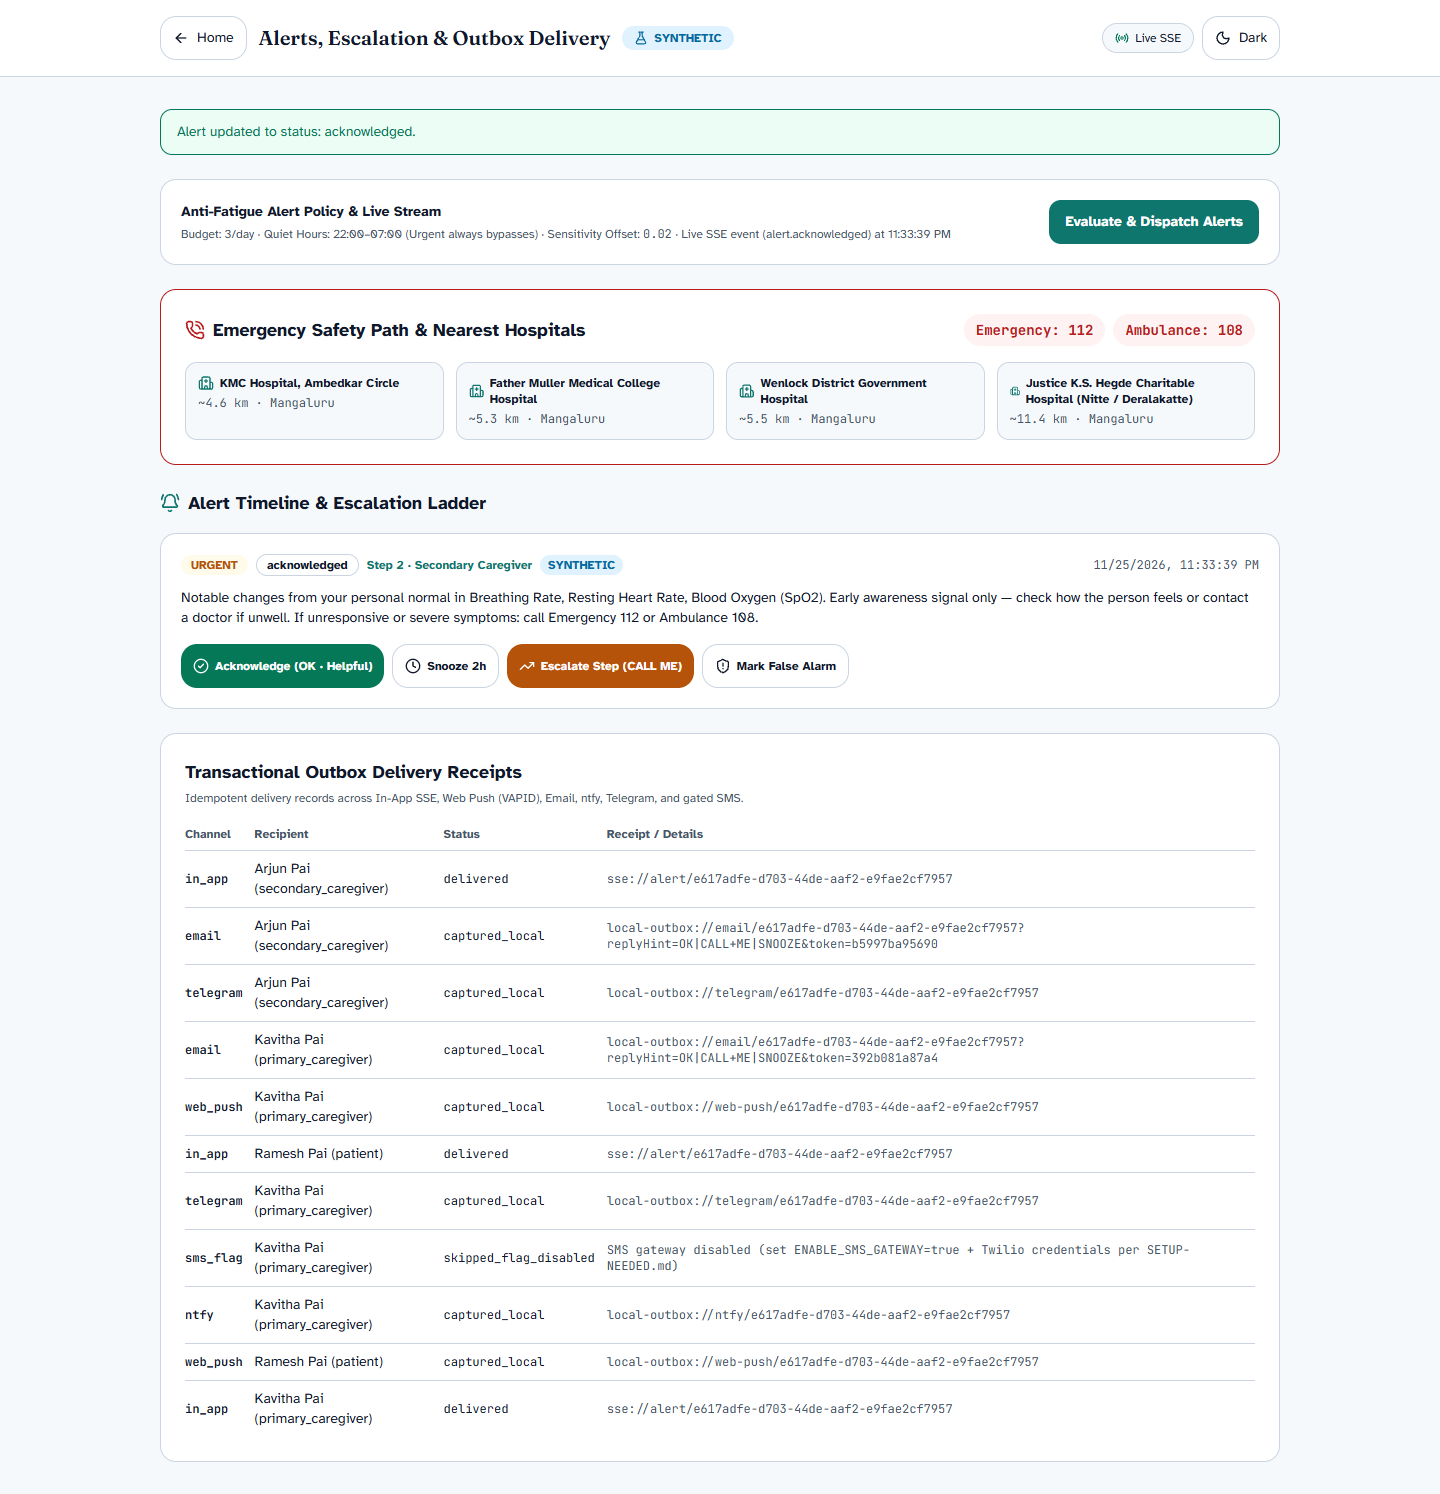 Home
Alerts, Escalation & Outbox Delivery
SYNTHETIC
Live SSE
Dark
Alert updated to status: acknowledged.
Anti-Fatigue Alert Policy & Live Stream
Budget: 3/day · Quiet Hours: 22:00–07:00 (Urgent always bypasses) · Sensitivity Offset: 0.02 · Live SSE event (alert.acknowledged) at 11:33:39 PM
Evaluate & Dispatch Alerts
Emergency Safety Path & Nearest Hospitals
Emergency: 112
Ambulance: 108
KMC Hospital, Ambedkar Circle
~4.6 km · Mangaluru
Father Muller Medical College
Hospital
~5.3 km · Mangaluru
Wenlock District Government
Hospital
~5.5 km · Mangaluru
Justice K.S. Hegde Charitable
Hospital (Nitte / Deralakatte)
~11.4 km · Mangaluru
Alert Timeline & Escalation Ladder
URGENT
acknowledged
Step 2 · Secondary Caregiver
SYNTHETIC
11/25/2026, 11:33:39 PM
Notable changes from your personal normal in Breathing Rate, Resting Heart Rate, Blood Oxygen (SpO2). Early awareness signal only — check how the person feels or contact
a doctor if unwell. If unresponsive or severe symptoms: call Emergency 112 or Ambulance 108.
Acknowledge (OK · Helpful)
Snooze 2h
Escalate Step (CALL ME)
Mark False Alarm
Transactional Outbox Delivery Receipts
Idempotent delivery records across In-App SSE, Web Push (VAPID), Email, ntfy, Telegram, and gated SMS.
Channel Recipient Status Receipt / Details
in_app Arjun Pai
(secondary_caregiver) delivered sse://alert/e617adfe-d703-44de-aaf2-e9fae2cf7957
email Arjun Pai
(secondary_caregiver) captured_local local-outbox://email/e617adfe-d703-44de-aaf2-e9fae2cf7957?
replyHint=OK|CALL+ME|SNOOZE&token=b5997ba95690
telegram Arjun Pai
(secondary_caregiver) captured_local local-outbox://telegram/e617adfe-d703-44de-aaf2-e9fae2cf7957
email Kavitha Pai
(primary_caregiver) captured_local local-outbox://email/e617adfe-d703-44de-aaf2-e9fae2cf7957?
replyHint=OK|CALL+ME|SNOOZE&token=392b081a87a4
web_push Kavitha Pai
(primary_caregiver) captured_local local-outbox://web-push/e617adfe-d703-44de-aaf2-e9fae2cf7957
in_app Ramesh Pai (patient) delivered sse://alert/e617adfe-d703-44de-aaf2-e9fae2cf7957
telegram Kavitha Pai
(primary_caregiver) captured_local local-outbox://telegram/e617adfe-d703-44de-aaf2-e9fae2cf7957
sms_flag Kavitha Pai
(primary_caregiver) skipped_flag_disabled SMS gateway disabled (set ENABLE_SMS_GATEWAY=true + Twilio credentials per SETUP-
NEEDED.md)
ntfy Kavitha Pai
(primary_caregiver) captured_local local-outbox://ntfy/e617adfe-d703-44de-aaf2-e9fae2cf7957
web_push Ramesh Pai (patient) captured_local local-outbox://web-push/e617adfe-d703-44de-aaf2-e9fae2cf7957
in_app Kavitha Pai
(primary_caregiver) delivered sse://alert/e617adfe-d703-44de-aaf2-e9fae2cf7957